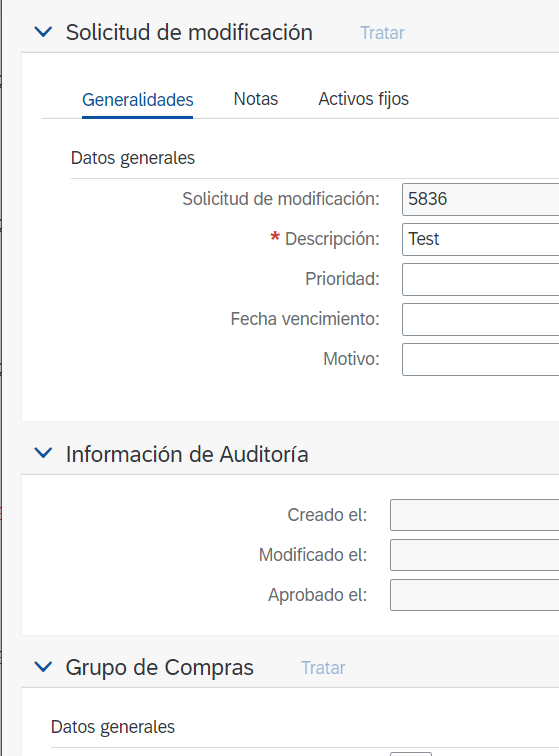 Solicitud de modificación Tratar
Generalidades Notas Activos fijos
Datos generales
Solicitud de modificación: 5836
* Descripción: Test
Prioridad:
Fecha vencimiento:
Motivo:
Información de Auditoría
Creado el:
Modificado el:
Aprobado el:
Grupo de Compras Tratar
Datos generales